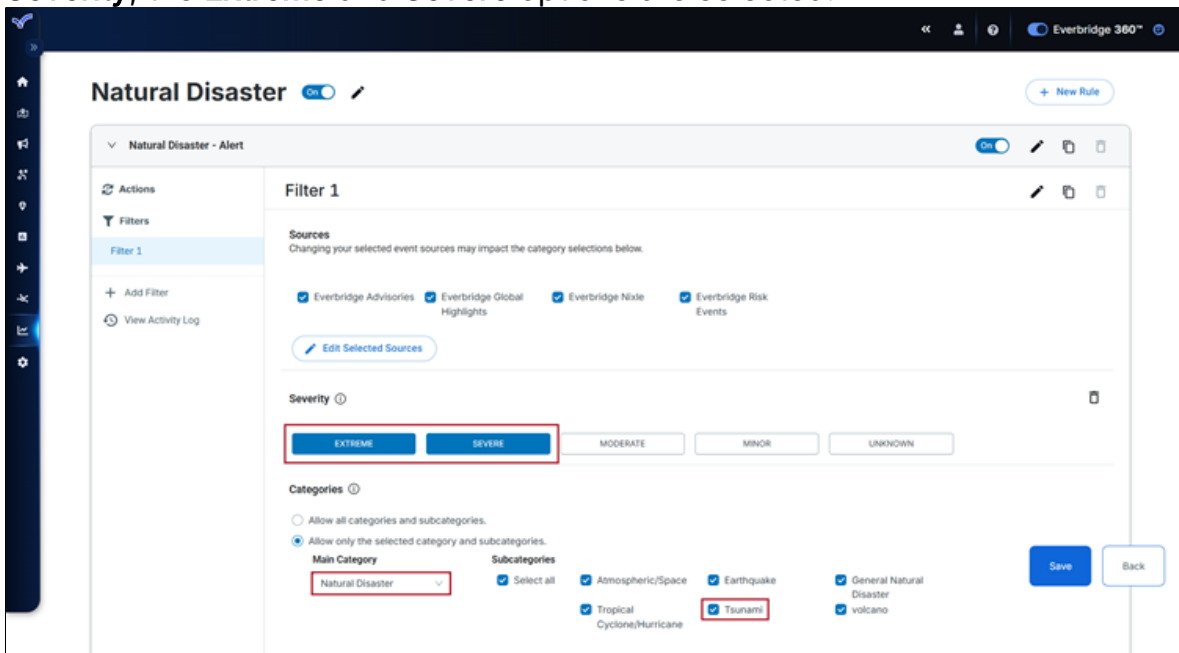 Severity, the Extreme and Severe options are selected.
Everbridge 360™
Natural Disaster On
+ New Rule
Natural Disaster - Alert On
Actions
Filter 1
Filters
Sources
Changing your selected event sources may impact the category selections below.
Filter 1
+ Add Filter
Everbridge Advisories Everbridge Global Everbridge Nixle Everbridge Risk
Highlights Events
View Activity Log
Edit Selected Sources
Severity
EXTREME SEVERE MODERATE MINOR UNKNOWN
Categories
Allow all categories and subcategories.
Allow only the selected category and subcategories.
Main Category Subcategories
Natural Disaster Select all Atmospheric/Space Earthquake General Natural
Disaster
Tropical Tsunami volcano
Cyclone/Hurricane
Save Back